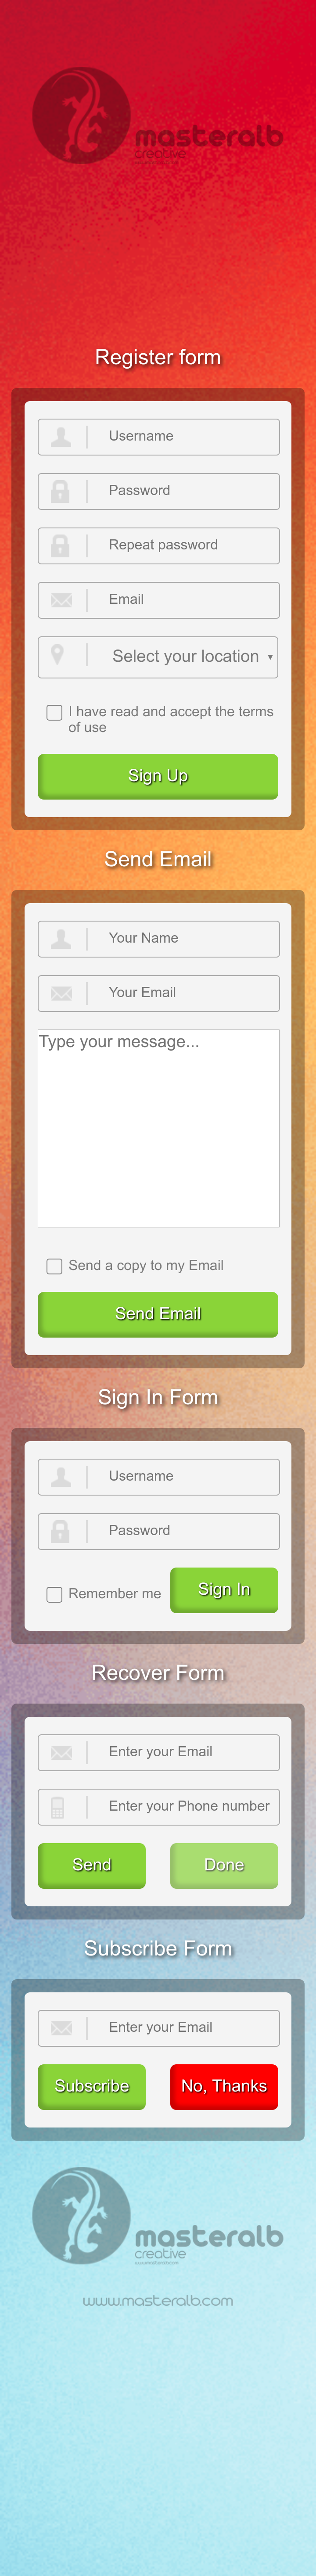 masteralb
creative
Register form
Username
Password
Repeat password
Email
Select your location ▾
I have read and accept the terms
of use
Sign Up
Send Email
Your Name
Your Email
Type your message...
Send a copy to my Email
Send Email
Sign In Form
Username
Password
Remember me
Sign In
Recover Form
Enter your Email
Enter your Phone number
Send Done
Subscribe Form
Enter your Email
Subscribe No, Thanks
masteralb
creative
www.masteralb.com
www.masteralb.com